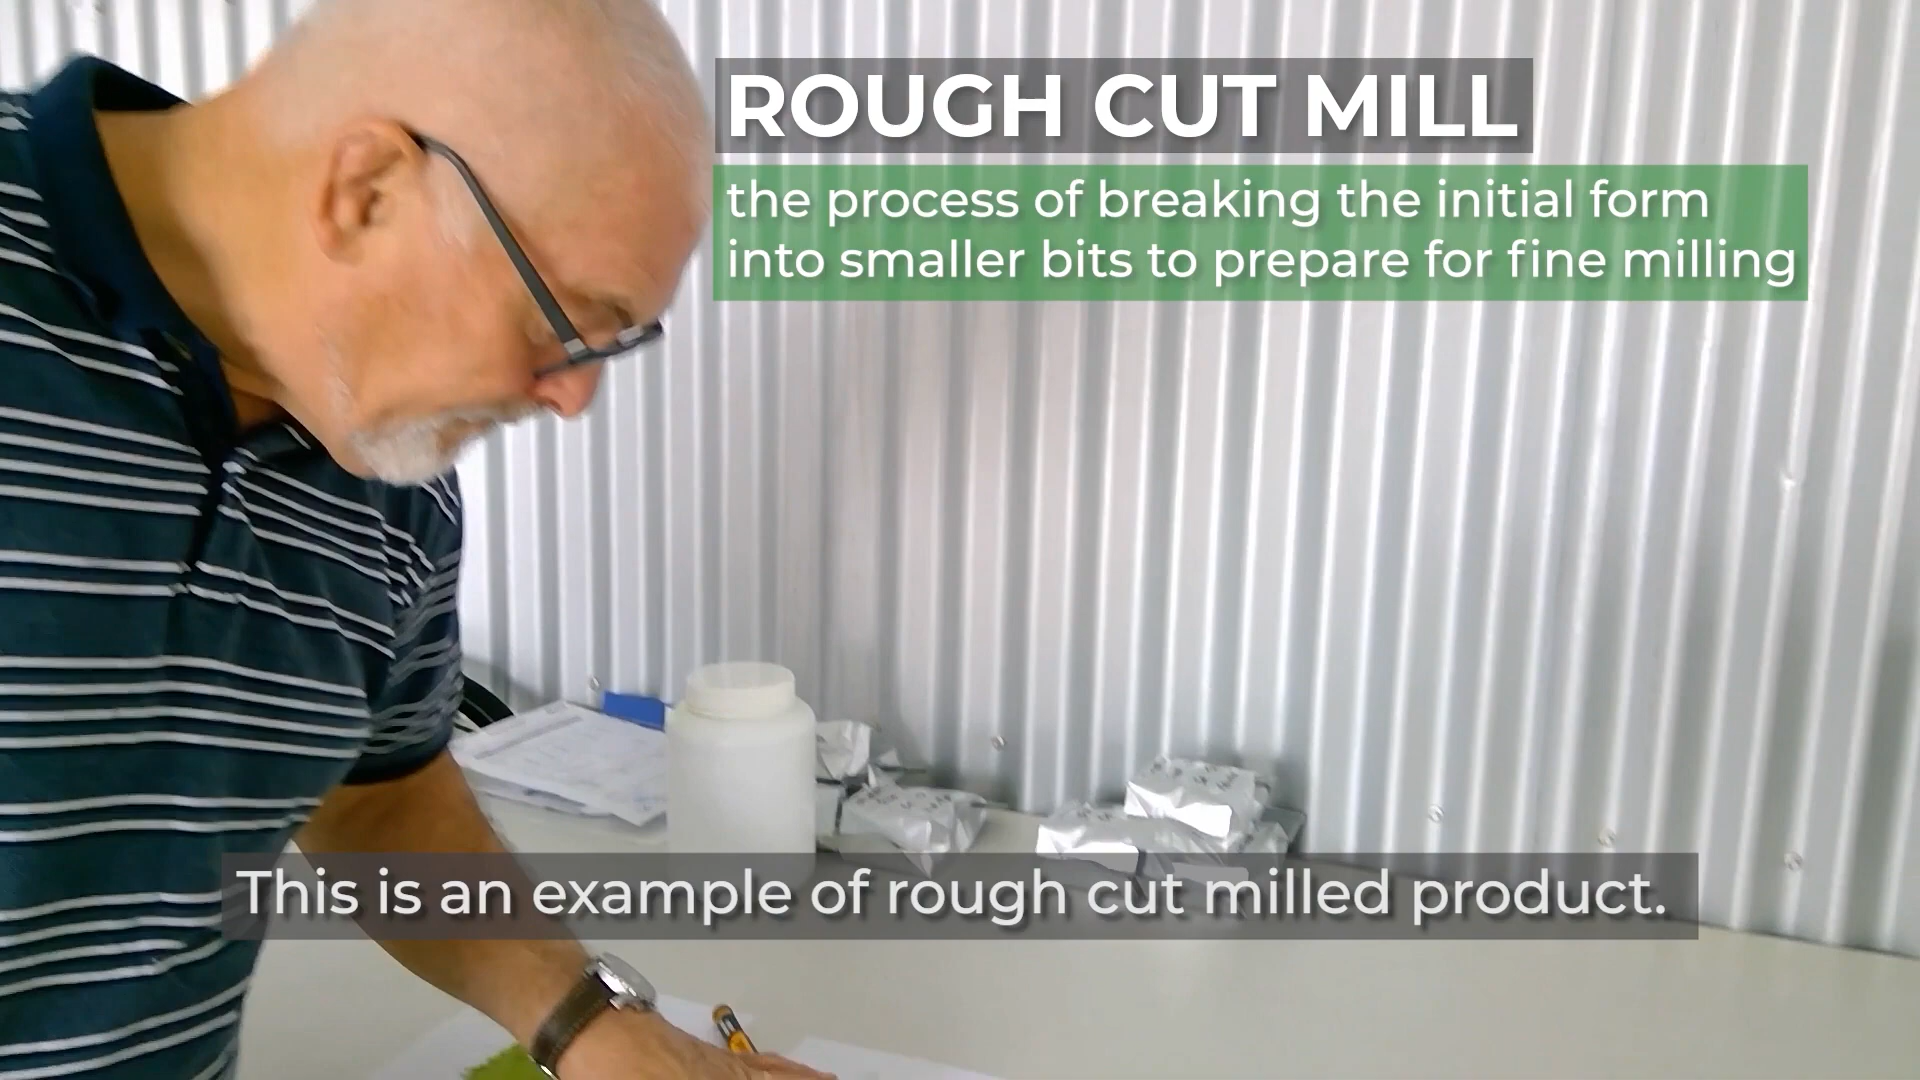 ROUGH CUT MILL
the process of breaking the initial form
into smaller bits to prepare for fine milling
This is an example of rough cut milled product.